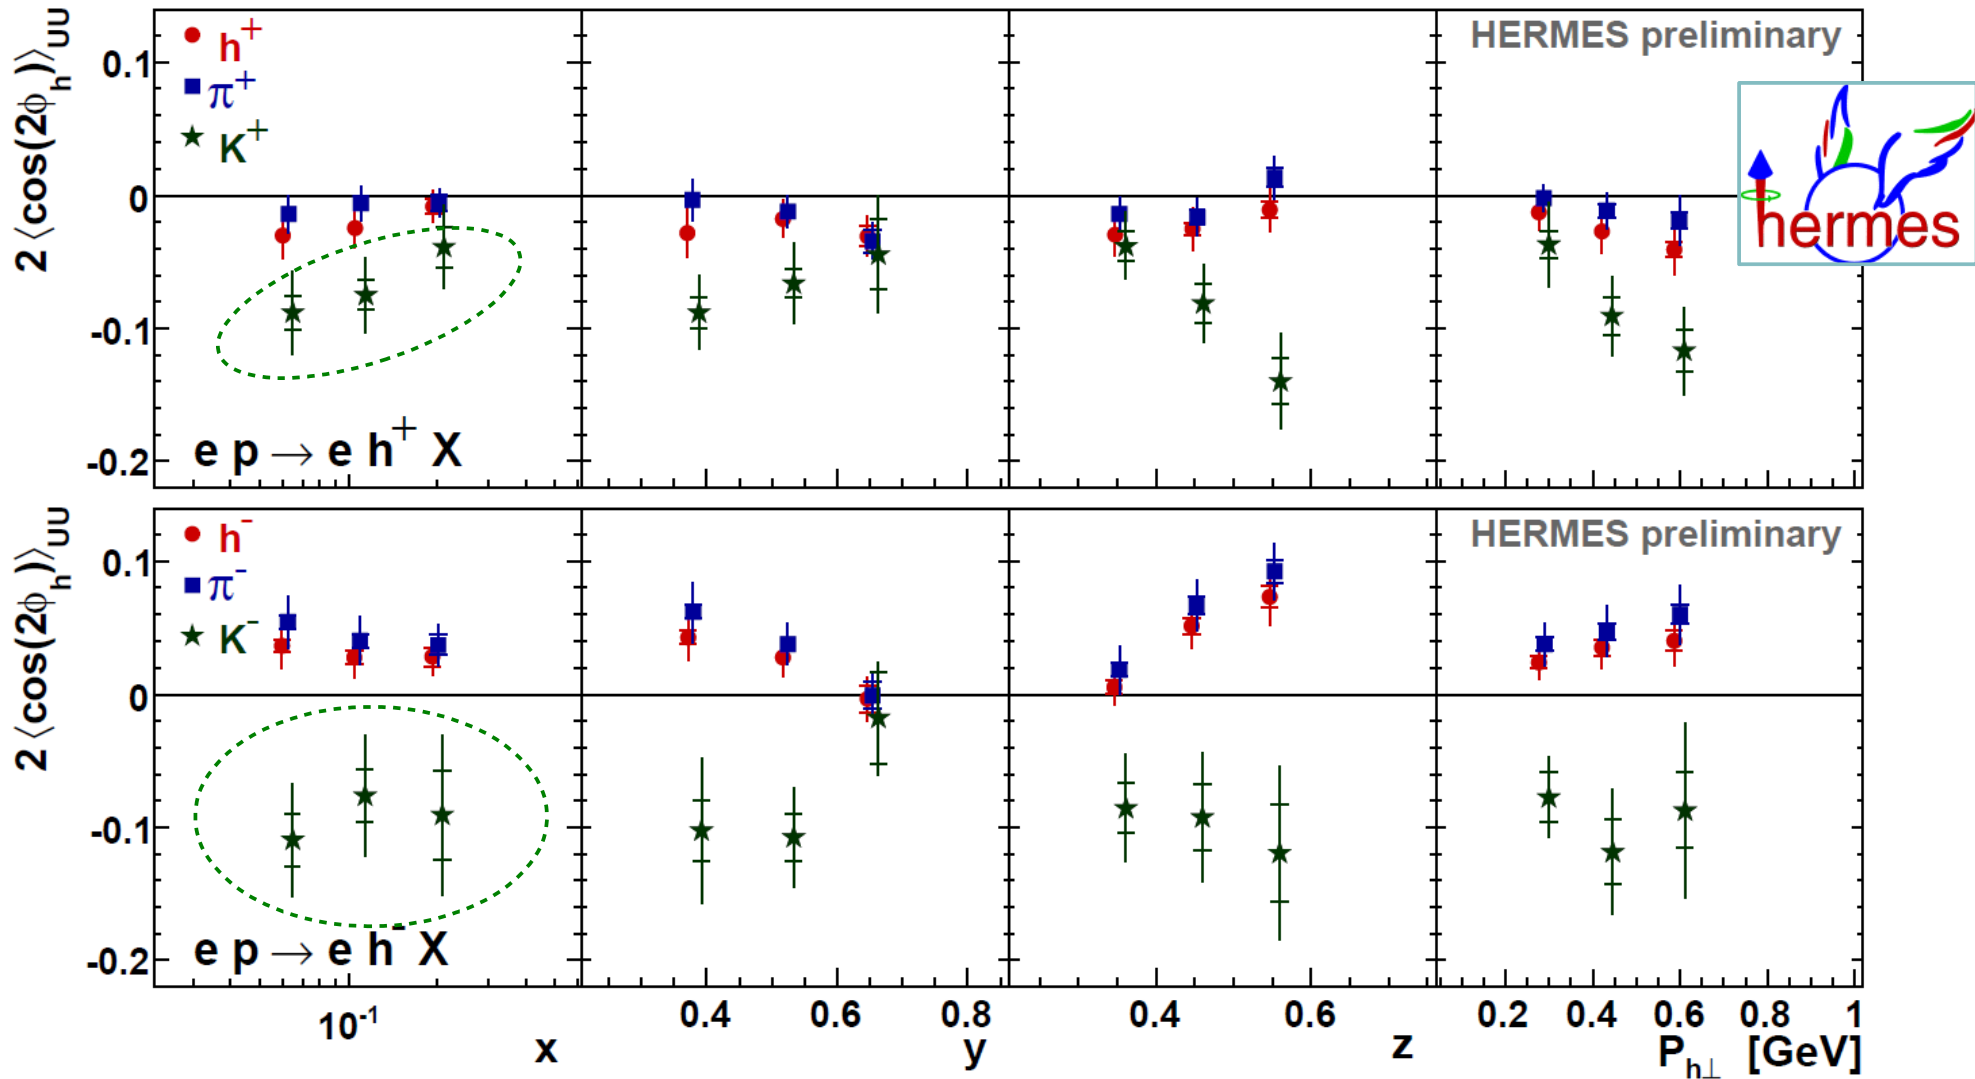 2 ⟨cos(2ϕh)⟩UU
0.1
0
-0.1
-0.2
h+
π+
K+
e p → e h+ X
HERMES preliminary
hermes
2 ⟨cos(2ϕh)⟩UU
0.1
0
-0.1
-0.2
h-
π-
K-
e p → e h- X
HERMES preliminary
10-1
0.4 0.6 0.8
0.4 0.6
0.2 0.4 0.6 0.8 1
x
y
z
Ph⊥ [GeV]